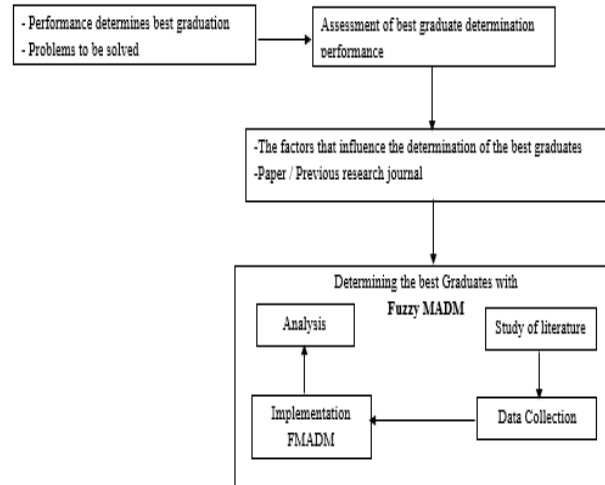 - Performance determines best graduation
- Problems to be solved
Assessment of best graduate determination
performance
-The factors that influence the determination of the best graduates
-Paper / Previous research journal
Determining the best Graduates with
Fuzzy MADM
Analysis
Study of literature
Implementation
FMADM
Data Collection